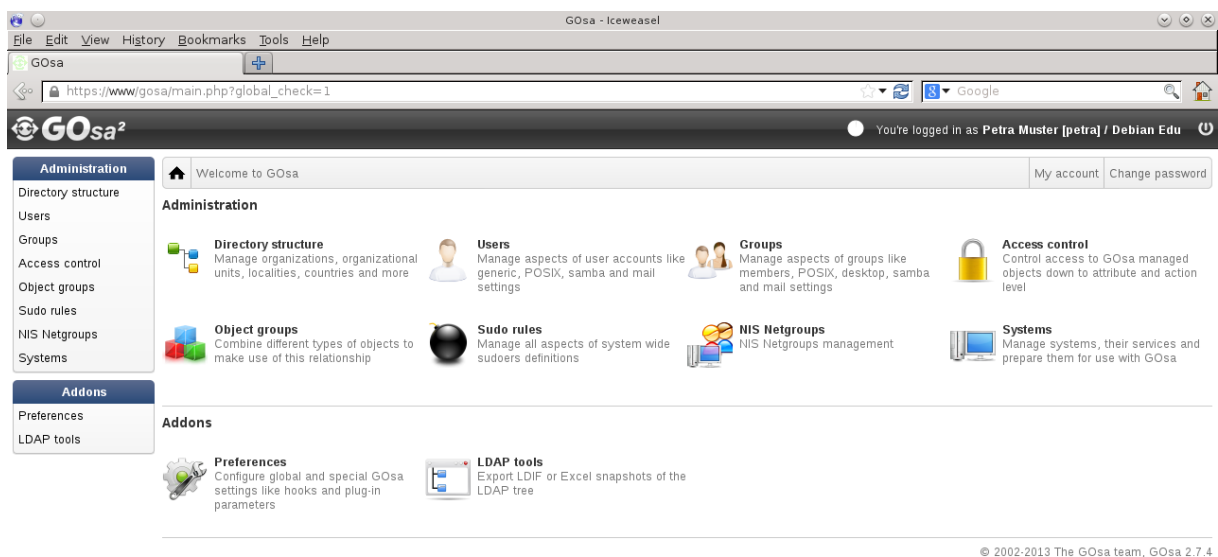 GOsa - Iceweasel
File Edit View History Bookmarks Tools Help
GOsa
https://www/gosa/main.php?global_check=1
Google
GOsa²
You're logged in as Petra Muster [petra] / Debian Edu
Administration
Directory structure
Users
Groups
Access control
Object groups
Sudo rules
NIS Netgroups
Systems
Addons
Preferences
LDAP tools
Welcome to GOsa
My account
Change password
Administration
Directory structure
Manage organizations, organizational
units, localities, countries and more
Users
Manage aspects of user accounts like
generic, POSIX, samba and mail
settings
Groups
Manage aspects of groups like
members, POSIX, desktop, samba
and mail settings
Access control
Control access to GOsa managed
objects down to attribute and action
level
Object groups
Combine different types of objects to
make use of this relationship
Sudo rules
Manage all aspects of system wide
sudoers definitions
NIS Netgroups
NIS Netgroups management
Systems
Manage systems, their services and
prepare them for use with GOsa
Addons
Preferences
Configure global and special GOsa
settings like hooks and plug-in
parameters
LDAP tools
Export LDIF or Excel snapshots of the
LDAP tree
© 2002-2013 The GOsa team, GOsa 2.7.4